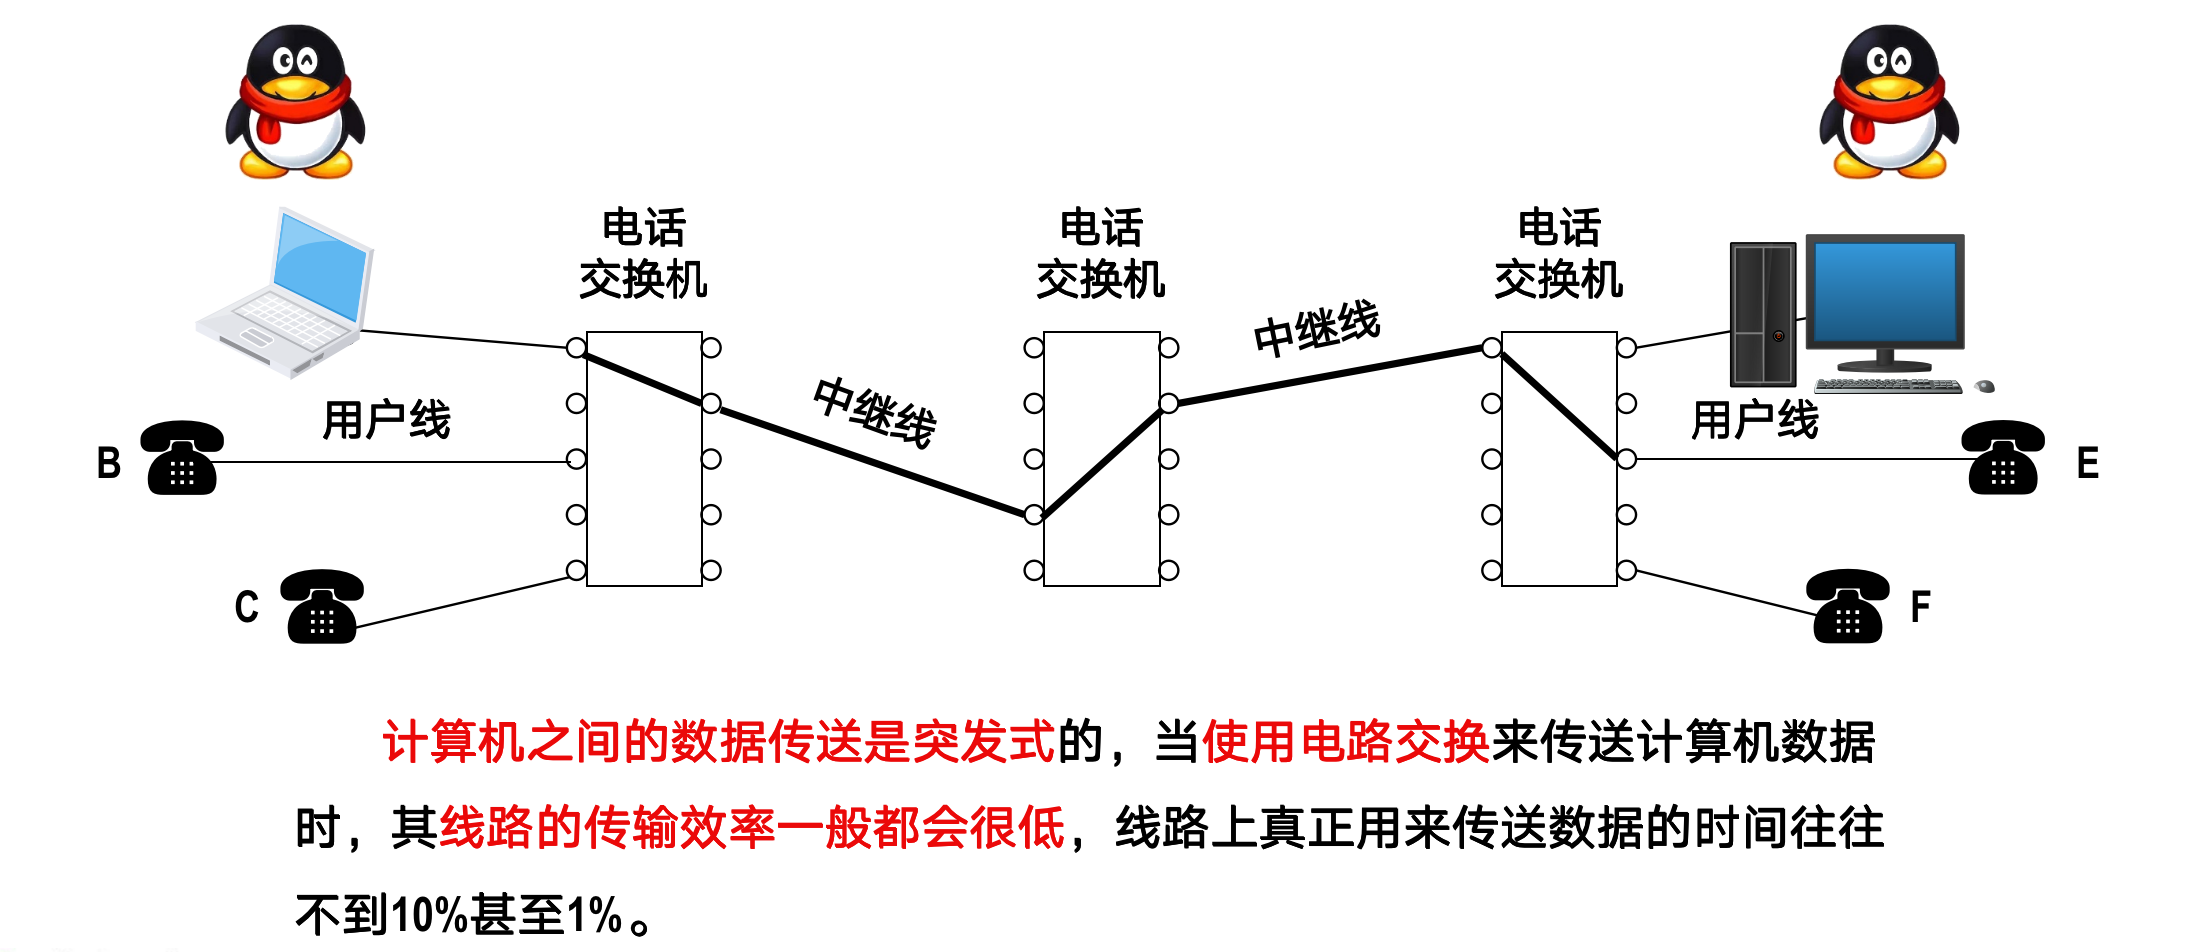 电话
交换机
电话
交换机
电话
交换机
中继线
中继线
用户线
用户线
B
E
C
F
计算机之间的数据传送是突发式的，当使用电路交换来传送计算机数据
时，其线路的传输效率一般都会很低，线路上真正用来传送数据的时间往往
不到10%甚至1%。